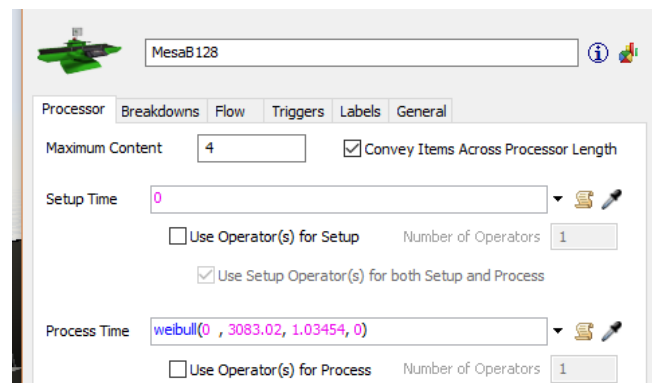 MesaB128
Processor Breakdowns Flow Triggers Labels General
Maximum Content 4 Convey Items Across Processor Length
Setup Time 0
Use Operator(s) for Setup Number of Operators 1
Use Setup Operator(s) for both Setup and Process
Process Time weibull(0 , 3083.02, 1.03454, 0)
Use Operator(s) for Process Number of Operators 1